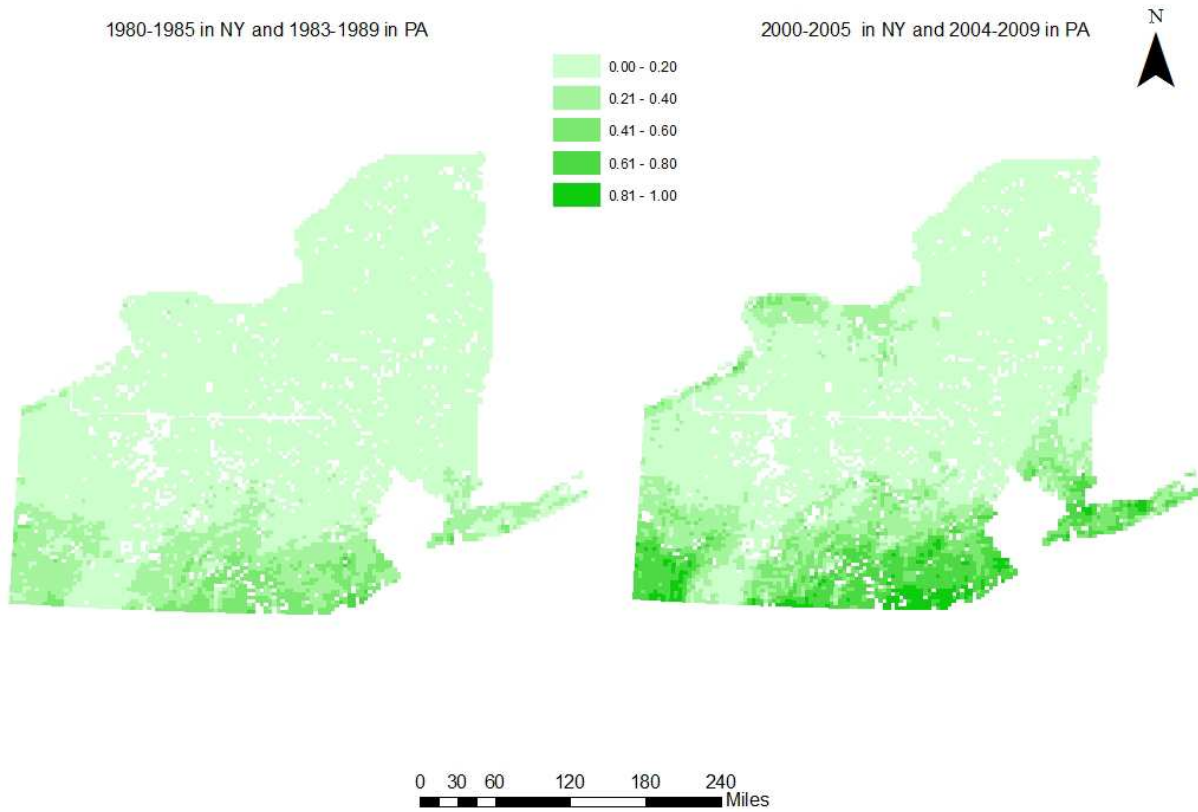 1980-1985 in NY and 1983-1989 in PA
2000-2005 in NY and 2004-2009 in PA
N
0.00 - 0.20
0.21 - 0.40
0.41 - 0.60
0.61 - 0.80
0.81 - 1.00
0 30 60 120 180 240
Miles